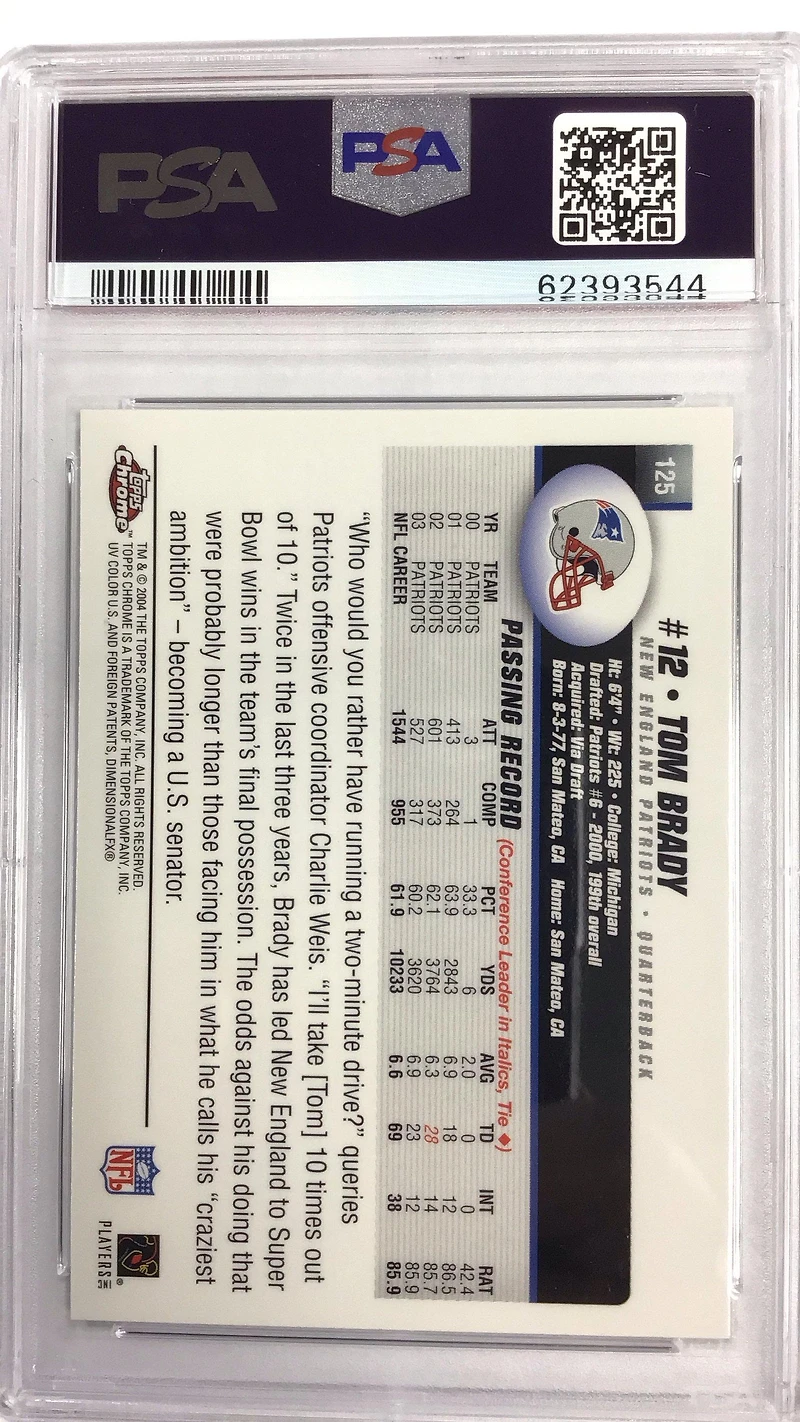 PSA
PSA
62393544
125
#12 • TOM BRADY
NEW ENGLAND PATRIOTS • QUARTERBACK
Ht: 6'4" • Wt: 225 • College: Michigan
Drafted: Patriots #6 - 2000, 199th overall
Acquired: Via Draft
Born: 8-3-77, San Mateo, CA Home: San Mateo, CA
PASSING RECORD (Conference Leader in Italics, Tie ◆)
YR TEAM ATT COMP PCT YDS AVG TD INT RAT
00 PATRIOTS 3 1 33.3 6 2.0 0 0 42.4
01 PATRIOTS 413 264 63.9 2843 6.9 18 12 86.5
02 PATRIOTS 601 373 62.1 3764 6.3 28 14 85.7
03 PATRIOTS 527 317 60.2 3620 6.9 23 12 85.9
NFL CAREER 1544 955 61.9 10233 6.6 69 38 85.9
“Who would you rather have running a two-minute drive?” queries
Patriots offensive coordinator Charlie Weis. “I’ll take [Tom] 10 times out
of 10.” Twice in the last three years, Brady has led New England to Super
Bowl wins in the team’s final possession. The odds against his doing that
were probably longer than those facing him in what he calls his “craziest
ambition” – becoming a U.S. senator.
topps Chrome™
TM & © 2004 THE TOPPS COMPANY, INC. ALL RIGHTS RESERVED.
TOPPS CHROME IS A TRADEMARK OF THE TOPPS COMPANY, INC.
UV COLOR U.S. AND FOREIGN PATENTS, DIMENSIONALFX®
NFL
PLAYERS INC